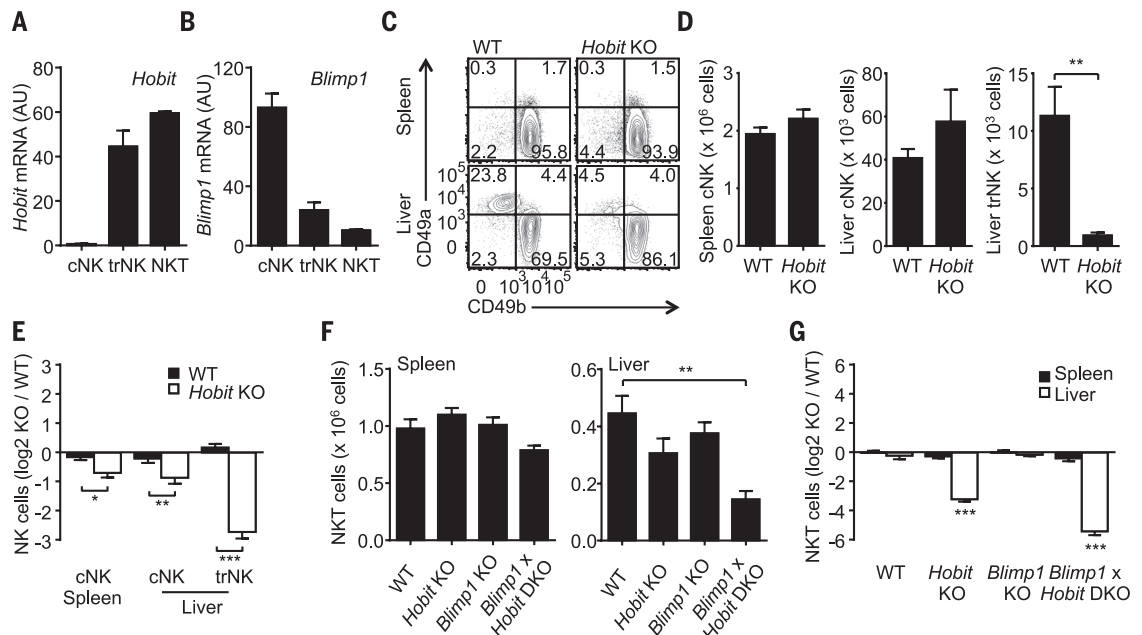 A
Hobit
Hobit mRNA (AU)
80
60
40
20
0
cNK trNK NKT
B
Blimp1
Blimp1 mRNA (AU)
120
80
40
0
cNK trNK NKT
C
WT
Hobit KO
Spleen
0.3 1.7
2.2 95.8
0.3 1.5
4.4 93.9
Liver
CD49a
10⁵
10⁴
10³
0
23.8 4.4
2.3 69.5
4.5 4.0
5.3 86.1
0 10³10⁴10⁵
CD49b
D
Spleen cNK (x 10⁶ cells)
3
2
1
0
WT Hobit
KO
Liver cNK (x 10³ cells)
80
60
40
20
0
WT Hobit
KO
Liver trNK (x 10³ cells)
15
10
5
0
**
WT Hobit
KO
E
NK cells (log2 KO / WT)
3
2
1
0
-1
-2
-3
WT
Hobit KO
*
**
***
cNK
Spleen
cNK trNK
Liver
F
NKT cells (x 10⁶ cells)
Spleen
1.5
1.0
0.5
0.0
WT
Hobit KO
Blimp1 KO
Blimp1 x
Hobit DKO
Liver
0.6
0.4
0.2
0.0
**
WT
Hobit KO
Blimp1 KO
Blimp1 x
Hobit DKO
G
NKT cells (log2 KO / WT)
6
4
2
0
-2
-4
-6
Spleen
Liver
***
***
WT
Hobit
KO
Blimp1
KO
Blimp1 x
Hobit DKO